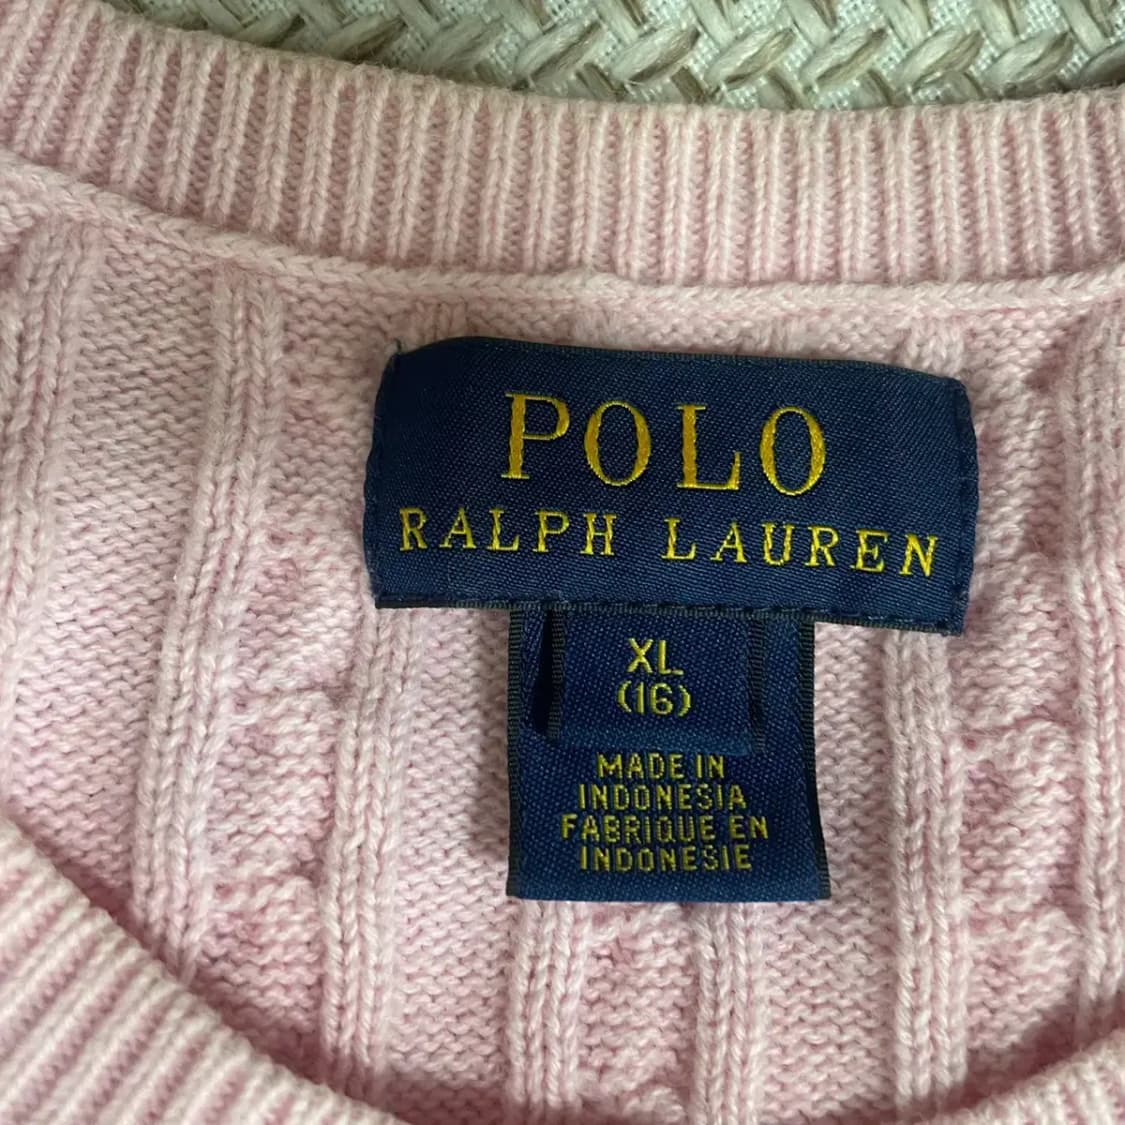 POLO
RALPH LAUREN
XL
(16)
MADE IN
INDONESIA
FABRIQUE EN
INDONESIE